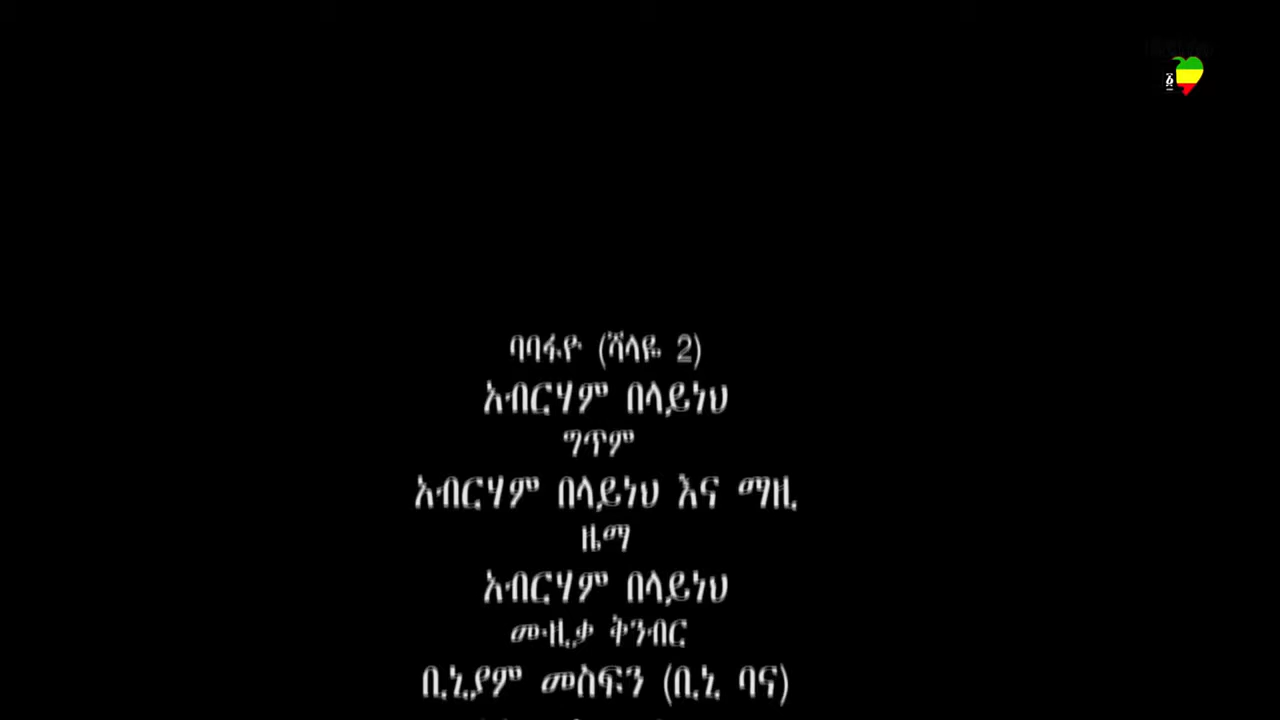 ባባፋዮ (ሻላዬ 2)
አብርሃም በላይነህ
ግጥም
አብርሃም በላይነህ እና ማዚ
ዜማ
አብርሃም በላይነህ
ሙዚቃ ቅንብር
ቢኒያም መስፍን (ቢኒ ባና)